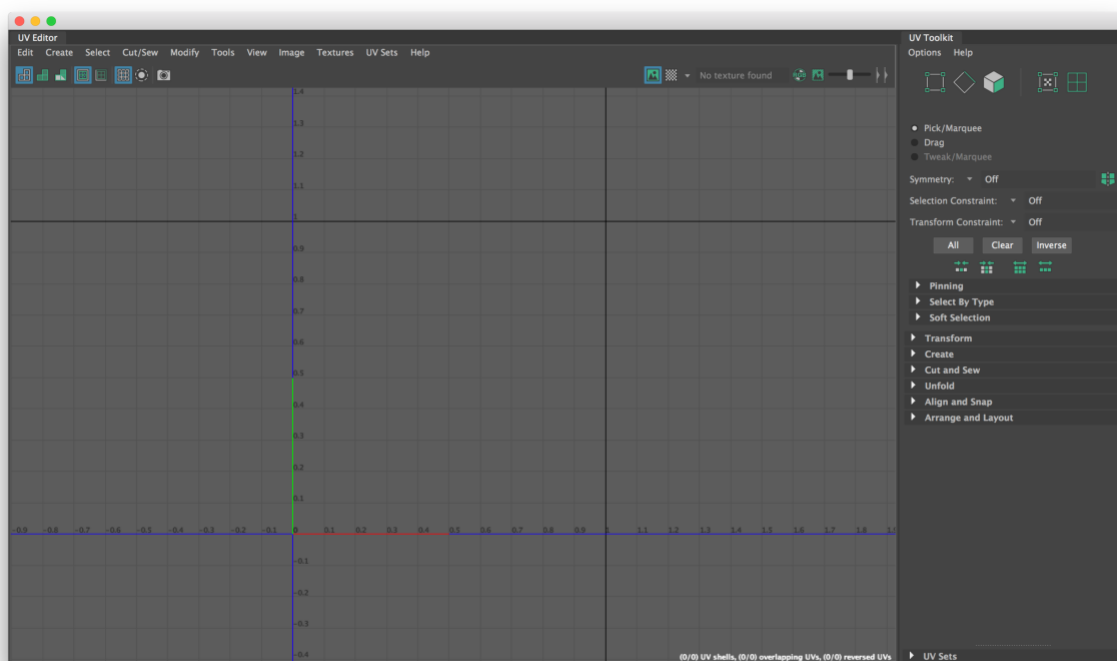 UV Editor
Edit Create Select Cut/Sew Modify Tools View Image Textures UV Sets Help
No texture found
1.4
1.3
1.2
1.1
1
0.9
0.8
0.7
0.6
0.5
0.4
0.3
0.2
0.1
-0.9 -0.8 -0.7 -0.6 -0.5 -0.4 -0.3 -0.2 -0.1 0 0.1 0.2 0.3 0.4 0.5 0.6 0.7 0.8 0.9 1 1.1 1.2 1.3 1.4 1.5 1.6 1.7 1.8 1.9
-0.1
-0.2
-0.3
-0.4
(0/0) UV shells, (0/0) overlapping UVs, (0/0) reversed UVs
UV Toolkit
Options Help
Pick/Marquee
Drag
Tweak/Marquee
Symmetry: Off
Selection Constraint: Off
Transform Constraint: Off
All Clear Inverse
Pinning
Select By Type
Soft Selection
Transform
Create
Cut and Sew
Unfold
Align and Snap
Arrange and Layout
UV Sets